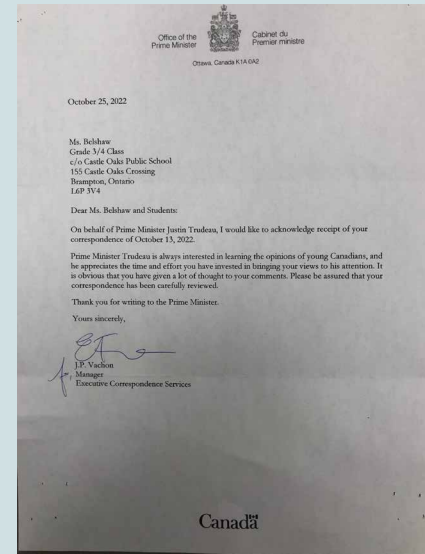 Office of the
Prime Minister
Cabinet du
Premier ministre
Ottawa, Canada K1A 0A2
October 25, 2022
Ms. Belshaw
Grade 3/4 Class
c/o Castle Oaks Public School
155 Castle Oaks Crossing
Brampton, Ontario
L6P 3V4
Dear Ms. Belshaw and Students:
On behalf of Prime Minister Justin Trudeau, I would like to acknowledge receipt of your
correspondence of October 13, 2022.
Prime Minister Trudeau is always interested in learning the opinions of young Canadians, and
he appreciates the time and effort you have invested in bringing your views to his attention. It
is obvious that you have given a lot of thought to your comments. Please be assured that your
correspondence has been carefully reviewed.
Thank you for writing to the Prime Minister.
Yours sincerely,
J.P. Vachon
Manager
Executive Correspondence Services
Canada